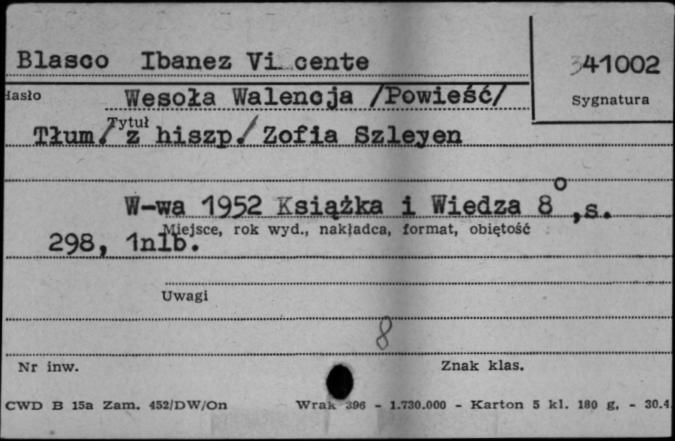 Blasco Ibanez Vi cente
341002
Hasło
Wesoła Walencja /Powieść/
Sygnatura
Tytuł
Tłum/z hiszp./Zofia Szleyen
W-wa 1952 Książka i Wiedza 8°,s.
Miejsce, rok wyd., nakładca, format, objętość
298, 1nlb.
Uwagi
8
Nr inw.
Znak klas.
CWD B 15a Zam. 452/DW/On Wrak 396 - 1.730.000 - Karton 5 kl. 180 g. - 30.4